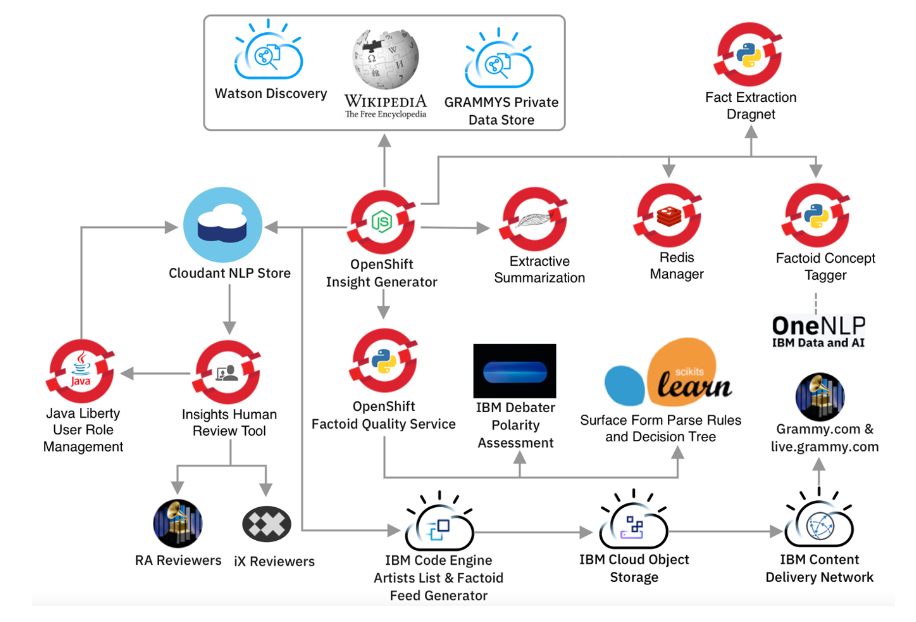 Watson Discovery
WIKIPEDIA
The Free Encyclopedia
GRAMMYS Private
Data Store
Fact Extraction
Dragnet
Cloudant NLP Store
JS
OpenShift
Insight Generator
Extractive
Summarization
Redis
Manager
Factoid Concept
Tagger
OneNLP
IBM Data and AI
Java
Java Liberty
User Role
Management
Insights Human
Review Tool
OpenShift
Factoid Quality Service
IBM Debater
Polarity
Assessment
scikits
learn
Surface Form Parse Rules
and Decision Tree
Grammy.com &
live.grammy.com
RA Reviewers
iX Reviewers
IBM Code Engine
Artists List & Factoid
Feed Generator
IBM Cloud Object
Storage
IBM Content
Delivery Network